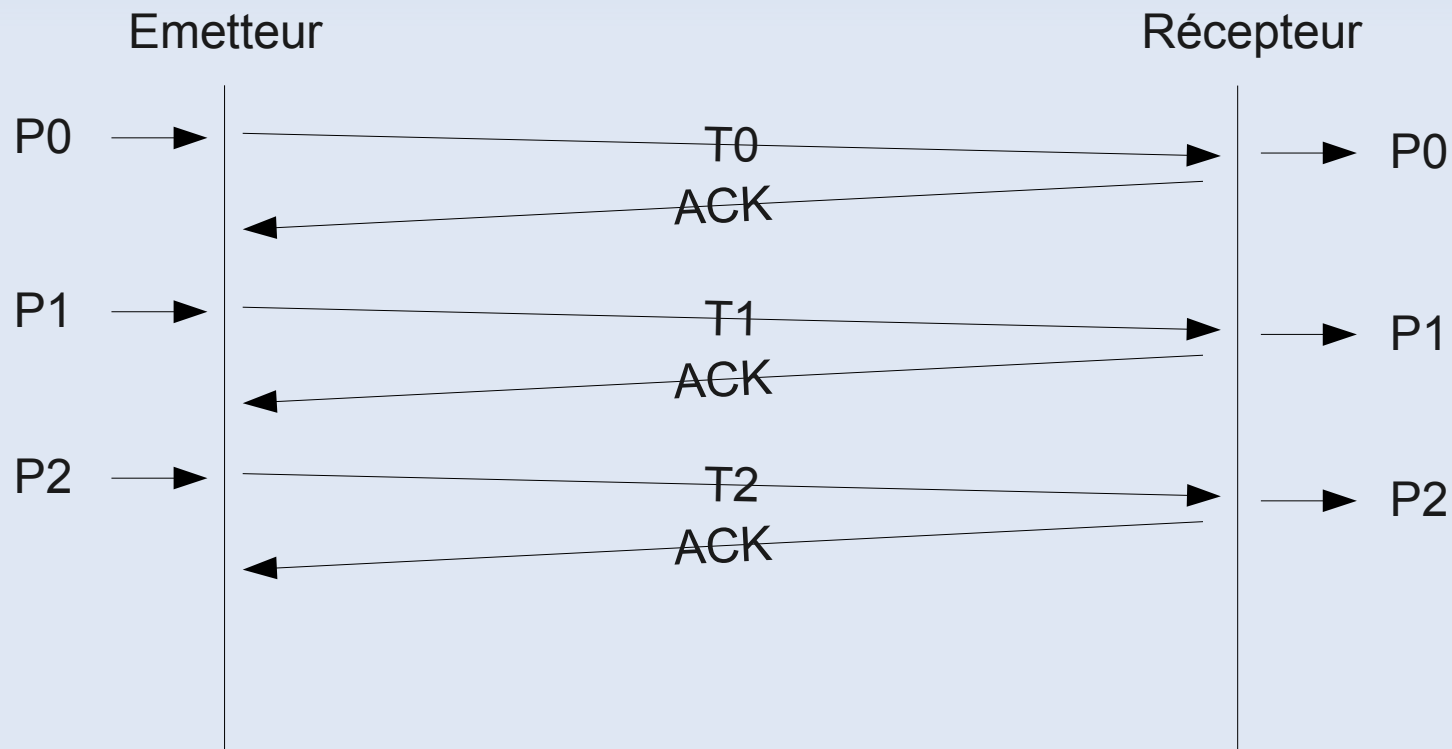 Emetteur Récepteur
P0 T0 P0
ACK
P1 T1 P1
ACK
P2 T2 P2
ACK